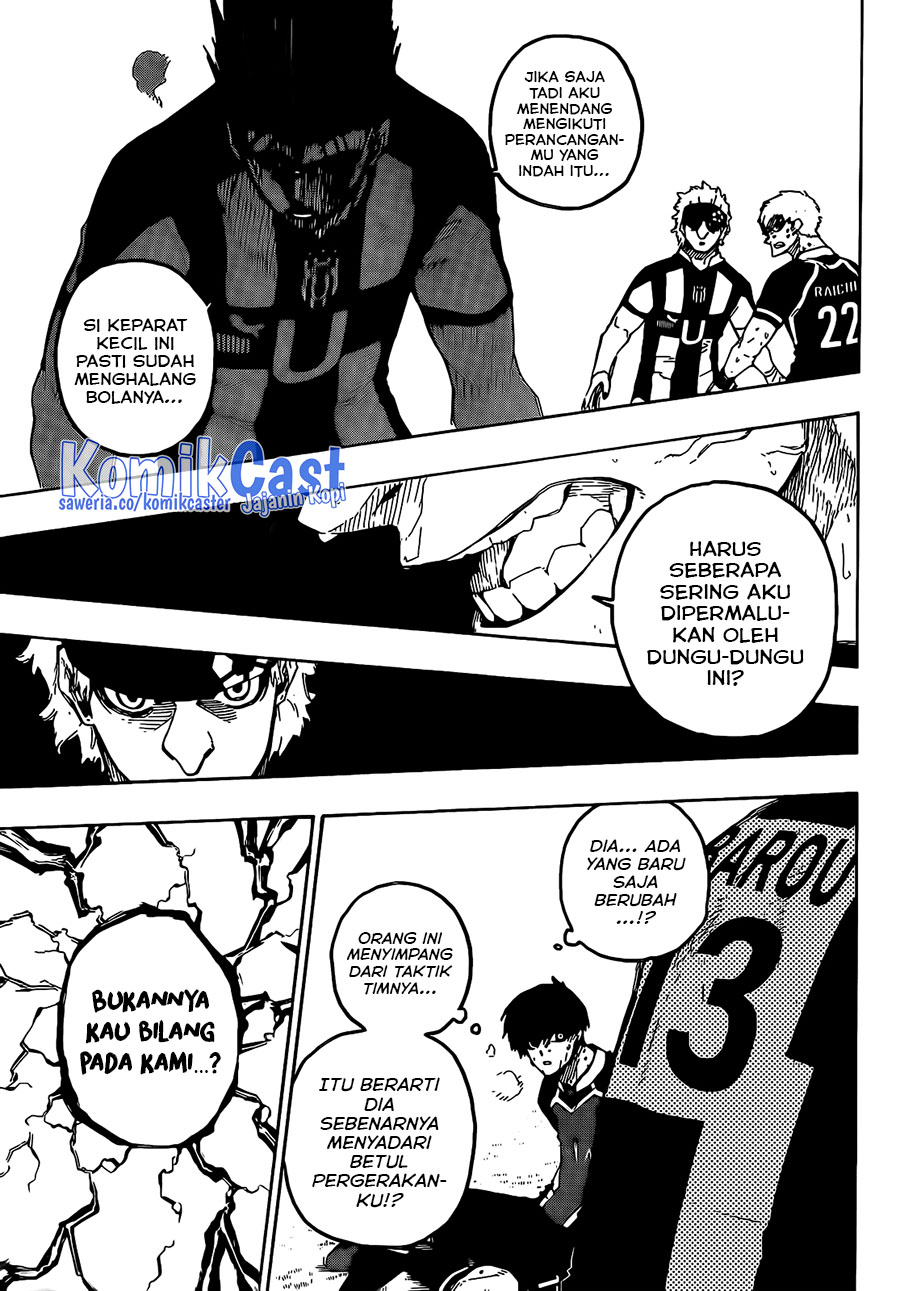 JIKA SAJA
TADI AKU
MENENDANG
MENGIKUTI
PERANCANGAN-
MU YANG
INDAH ITU...
RAICHI
22
SI KEPARAT
KECIL INI
PASTI SUDAH
MENGHALANG
BOLANYA...
U
KomikCast
saweria.co/komikcaster Jajanin Kopi
HARUS
SEBERAPA
SERING AKU
DIPERMALU-
KAN OLEH
DUNGU-DUNGU
INI?
DIA... ADA
YANG BARU
SAJA
BERUBAH
...!?
BAROU
13
ORANG INI
MENYIMPANG
DARI TAKTIK
TIMNYA...
ITU BERARTI
DIA
SEBENARNYA
MENYADARI
BETUL
PERGERAKAN-
KU!?
BUKANNYA
KAU BILANG
PADA KAMI...?